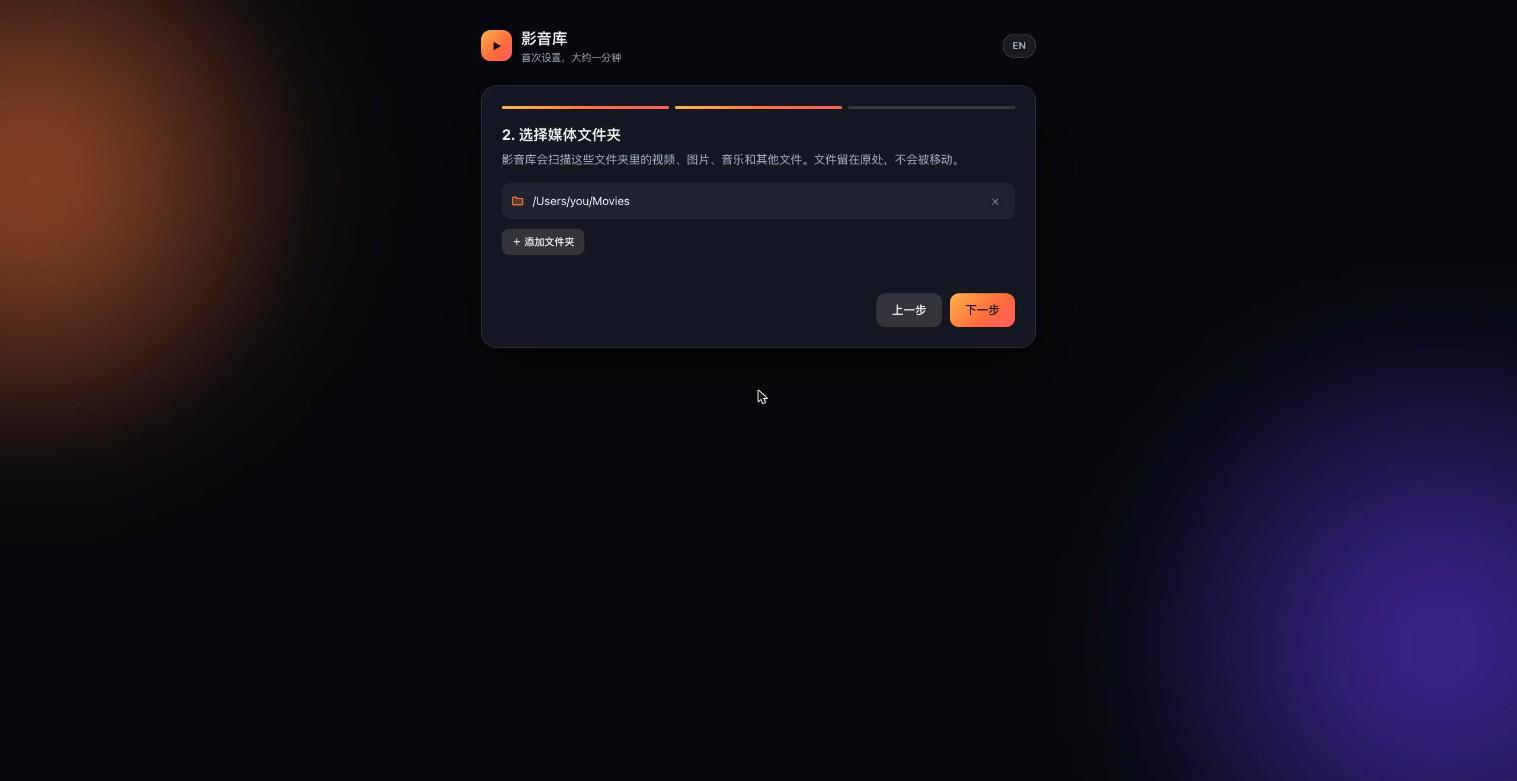 影音库
首次设置，大约一分钟
EN
2. 选择媒体文件夹
影音库会扫描这些文件夹里的视频、图片、音乐和其他文件。文件留在原处，不会被移动。
/Users/you/Movies
×
+ 添加文件夹
上一步
下一步